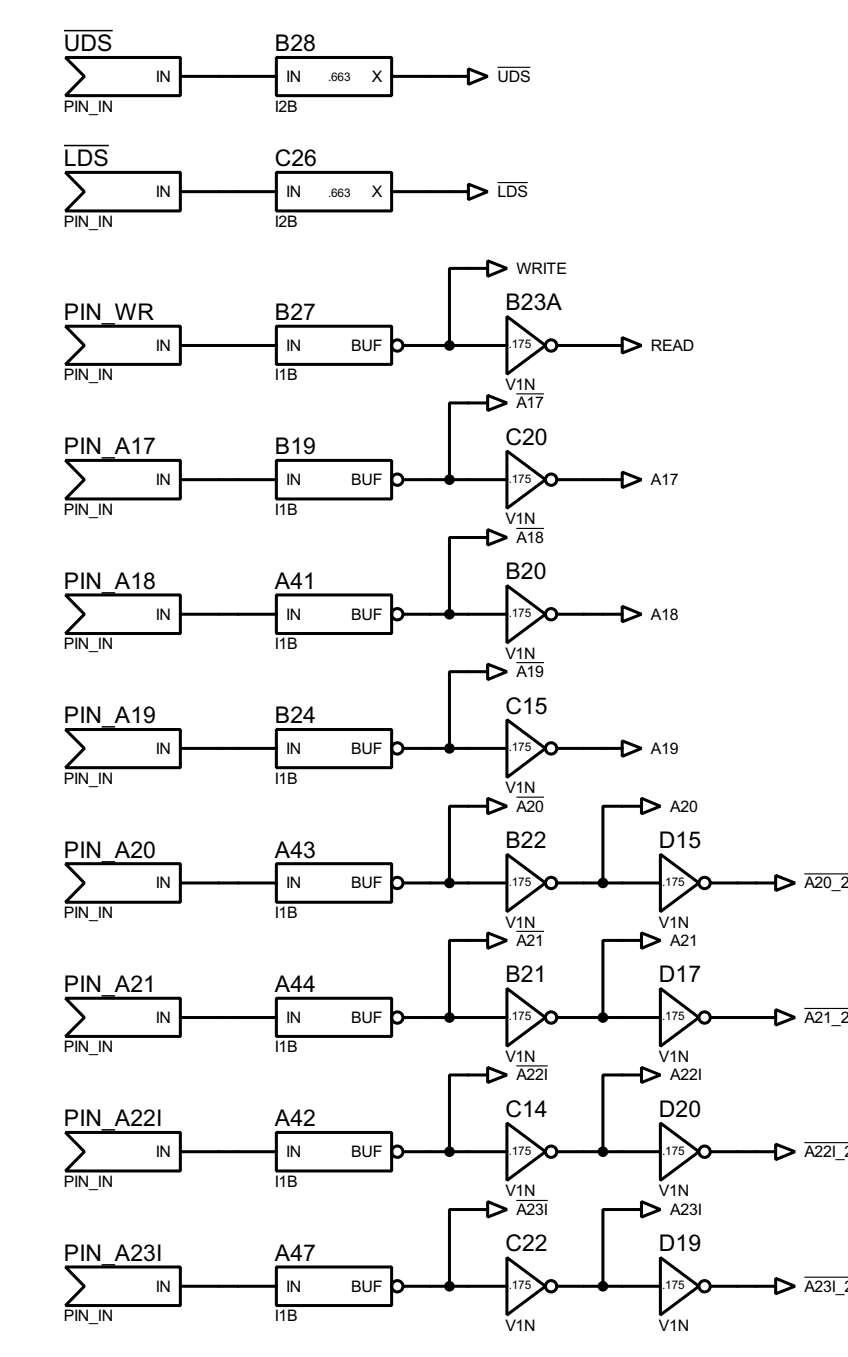 UDS B28
IN IN .663 X UDS
PIN_IN I2B
LDS C26
IN IN .663 X LDS
PIN_IN I2B
WRITE
PIN_WR B27 B23A
IN IN BUF .175 READ
PIN_IN I1B V1N
A17
PIN_A17 B19 C20
IN IN BUF .175 A17
PIN_IN I1B V1N
A18
PIN_A18 A41 B20
IN IN BUF .175 A18
PIN_IN I1B V1N
A19
PIN_A19 B24 C15
IN IN BUF .175 A19
PIN_IN I1B V1N
A20 A20
PIN_A20 A43 B22 D15
IN IN BUF .175 .175 A20_2
PIN_IN I1B V1N V1N
A21 A21
PIN_A21 A44 B21 D17
IN IN BUF .175 .175 A21_2
PIN_IN I1B V1N V1N
A22I A22I
PIN_A22I A42 C14 D20
IN IN BUF .175 .175 A22I_2
PIN_IN I1B V1N V1N
A23I A23I
PIN_A23I A47 C22 D19
IN IN BUF .175 .175 A23I_2
PIN_IN I1B V1N V1N